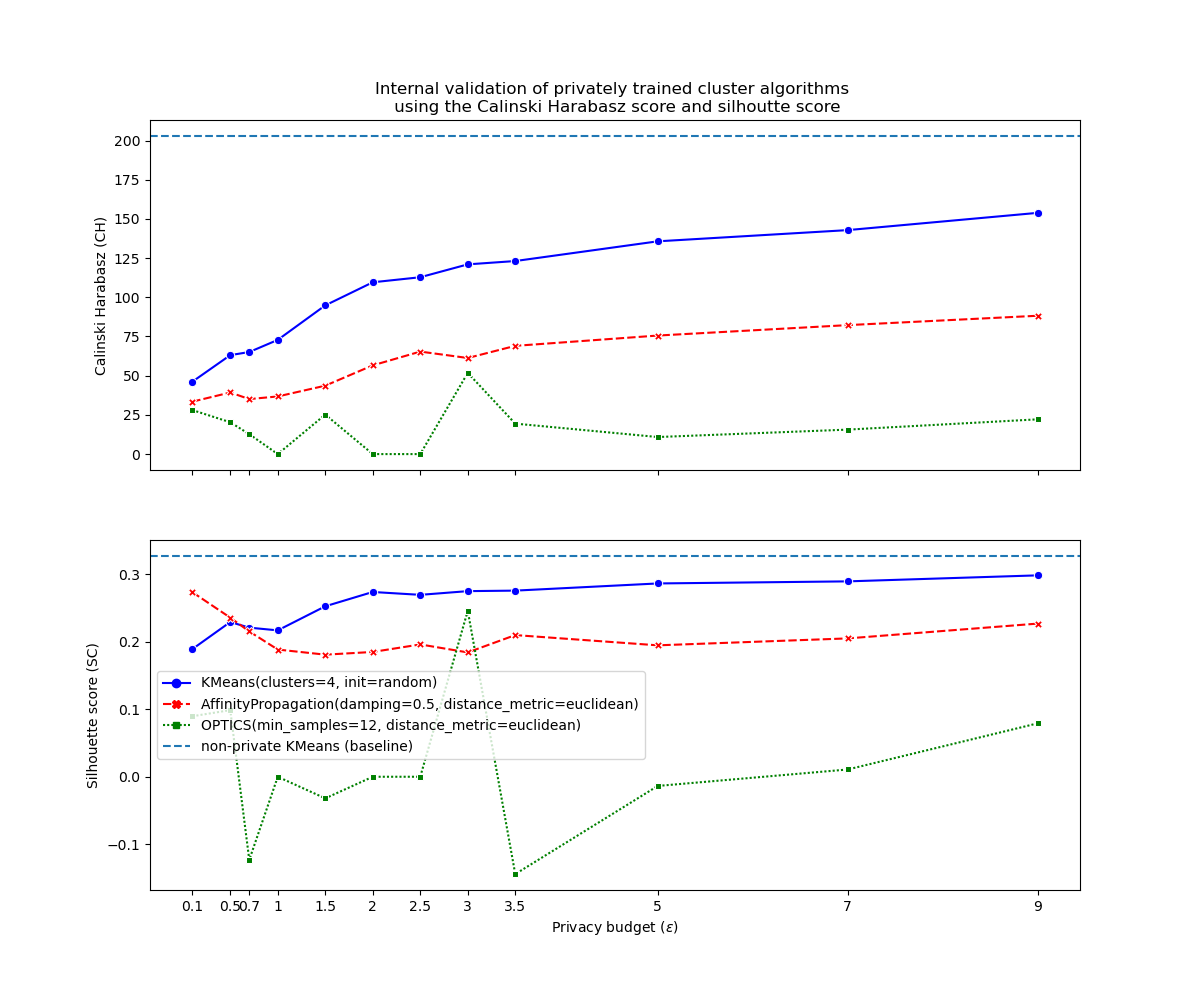 Internal validation of privately trained cluster algorithms
using the Calinski Harabasz score and silhoutte score
200
175
150
125
100
75
50
25
0
Calinski Harabasz (CH)
0.3
0.2
0.1
0.0
−0.1
Silhouette score (SC)
KMeans(clusters=4, init=random)
AffinityPropagation(damping=0.5, distance_metric=euclidean)
OPTICS(min_samples=12, distance_metric=euclidean)
non-private KMeans (baseline)
0.1 0.5 0.7 1 1.5 2 2.5 3 3.5 5 7 9
Privacy budget (ε)